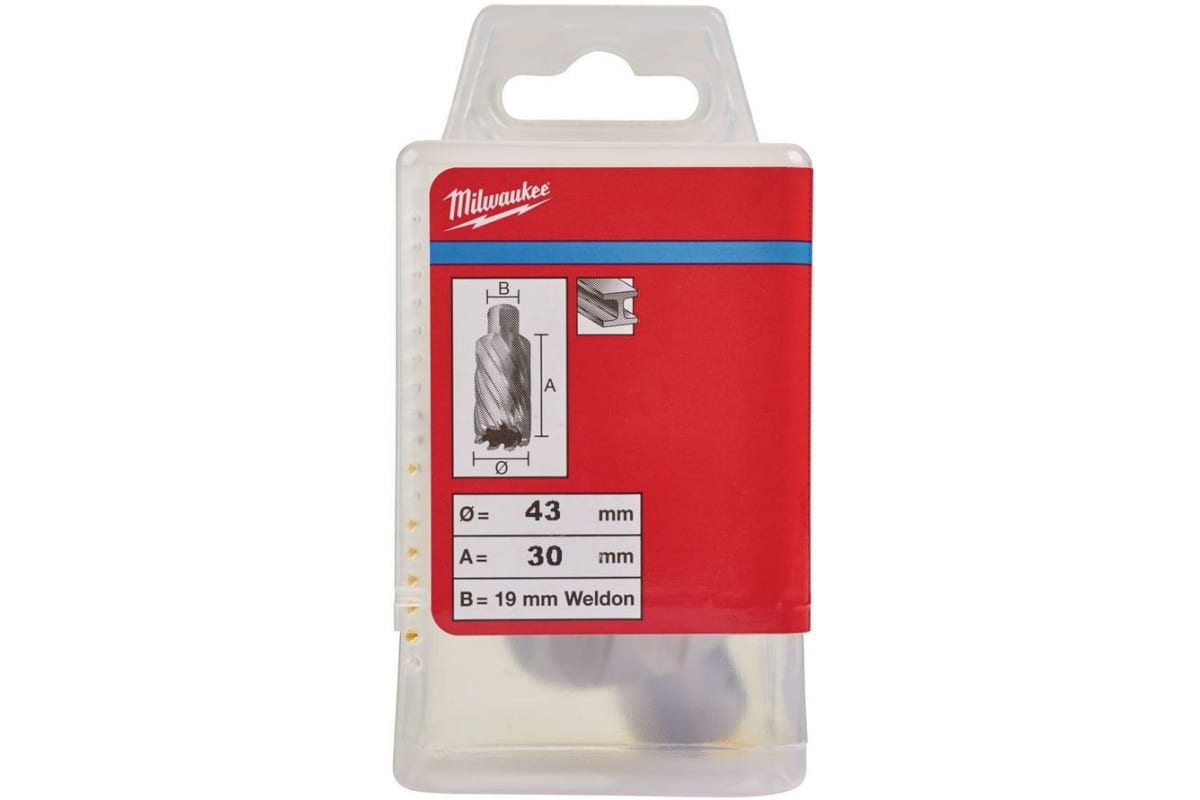 Milwaukee
B
A
Ø
Ø = 43 mm
A = 30 mm
B = 19 mm Weldon